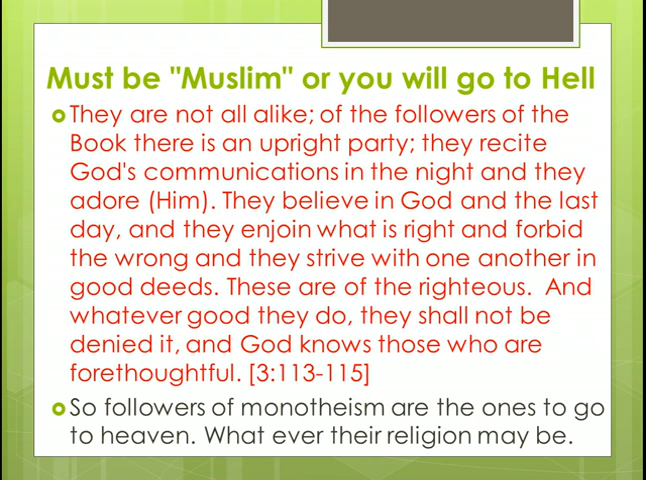 Must be "Muslim" or you will go to Hell
They are not all alike; of the followers of the
Book there is an upright party; they recite
God's communications in the night and they
adore (Him). They believe in God and the last
day, and they enjoin what is right and forbid
the wrong and they strive with one another in
good deeds. These are of the righteous.  And
whatever good they do, they shall not be
denied it, and God knows those who are
forethoughtful. [3:113-115]
So followers of monotheism are the ones to go
to heaven. What ever their religion may be.